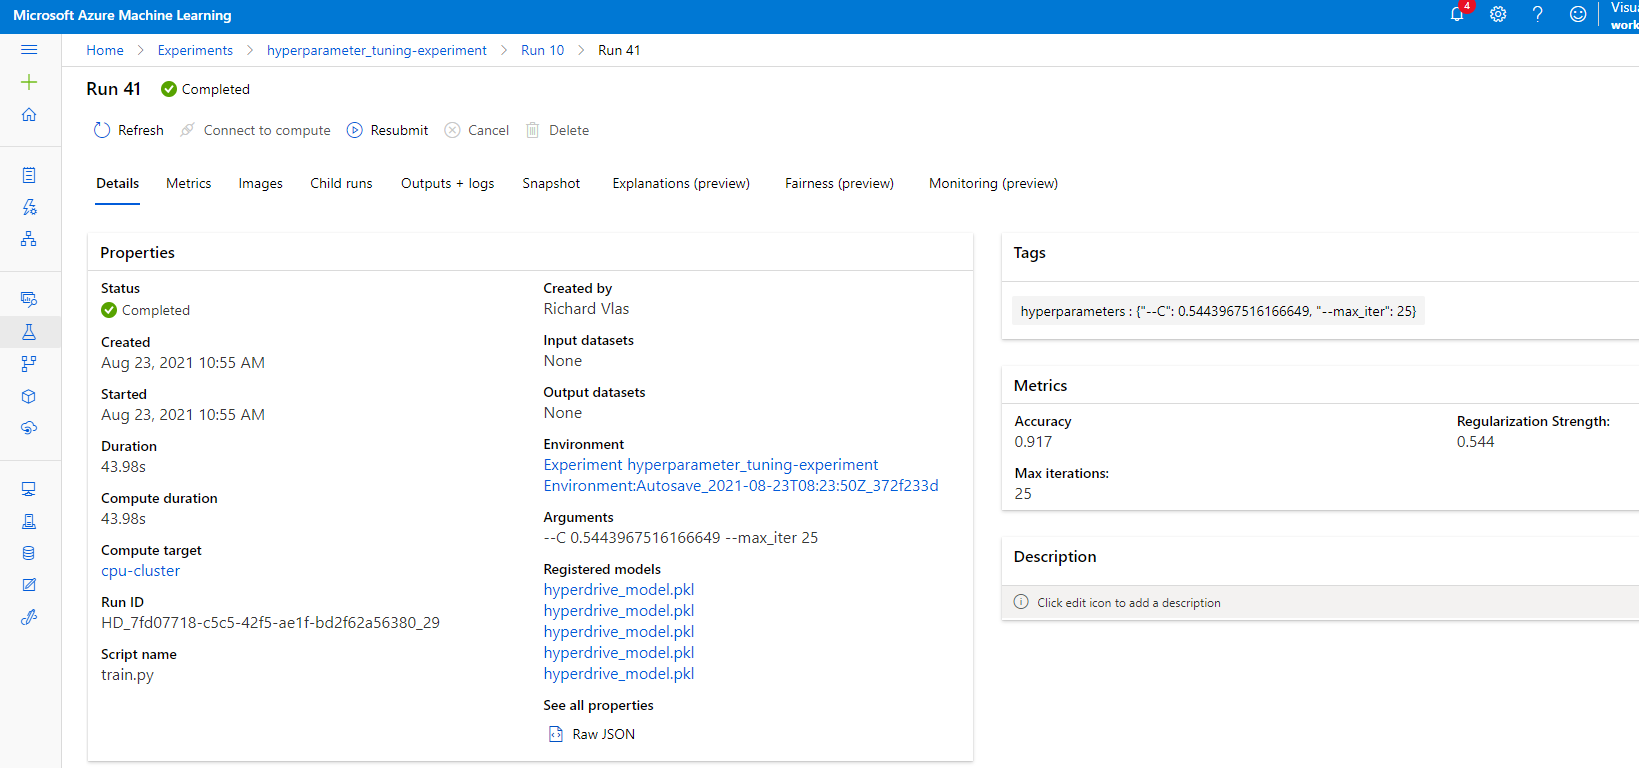 Microsoft Azure Machine Learning
4
Visua
work
Home > Experiments > hyperparameter_tuning-experiment > Run 10 > Run 41
Run 41 Completed
Refresh Connect to compute Resubmit Cancel Delete
Details Metrics Images Child runs Outputs + logs Snapshot Explanations (preview) Fairness (preview) Monitoring (preview)
Properties
Status
Completed
Created
Aug 23, 2021 10:55 AM
Started
Aug 23, 2021 10:55 AM
Duration
43.98s
Compute duration
43.98s
Compute target
cpu-cluster
Run ID
HD_7fd07718-c5c5-42f5-ae1f-bd2f62a56380_29
Script name
train.py
Created by
Richard Vlas
Input datasets
None
Output datasets
None
Environment
Experiment hyperparameter_tuning-experiment
Environment:Autosave_2021-08-23T08:23:50Z_372f233d
Arguments
--C 0.5443967516166649 --max_iter 25
Registered models
hyperdrive_model.pkl
hyperdrive_model.pkl
hyperdrive_model.pkl
hyperdrive_model.pkl
hyperdrive_model.pkl
See all properties
Raw JSON
Tags
hyperparameters : {"--C": 0.5443967516166649, "--max_iter": 25}
Metrics
Accuracy
0.917
Regularization Strength:
0.544
Max iterations:
25
Description
Click edit icon to add a description